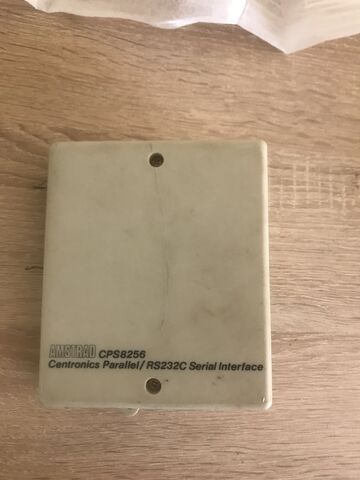 AMSTRAD CPS8256
Centronics Parallel/RS232C Serial Interface